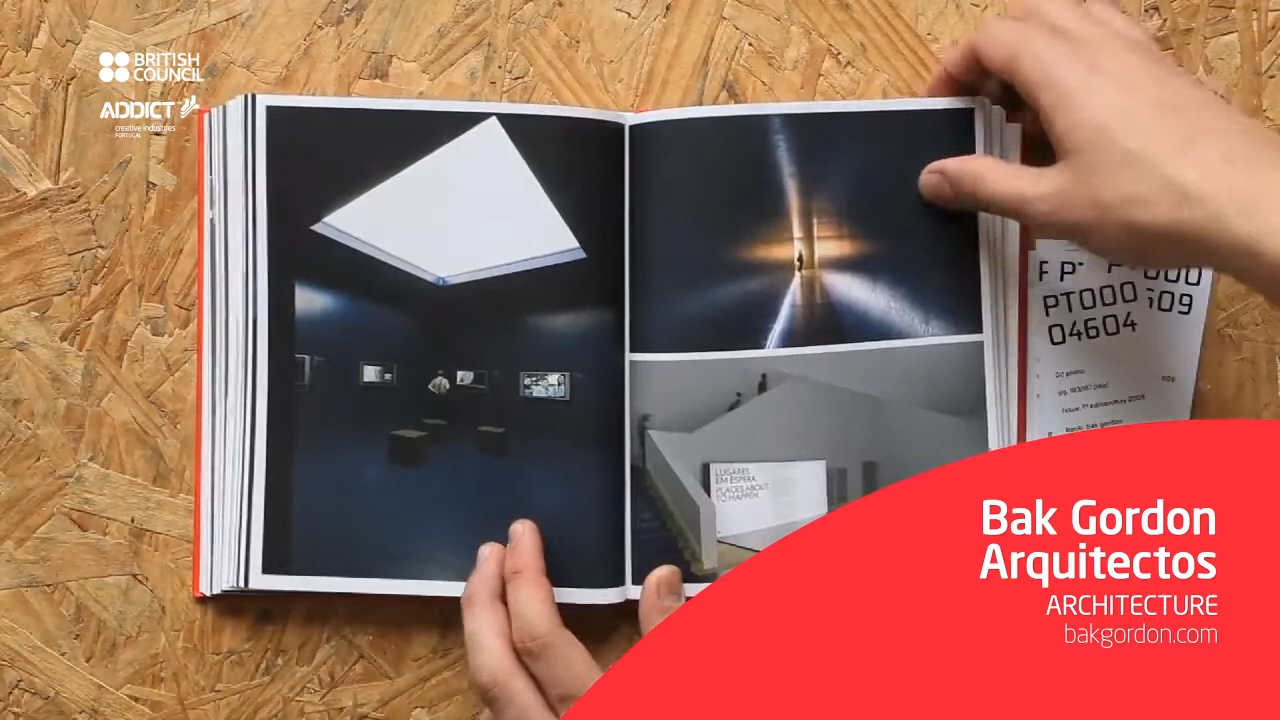 BRITISH
COUNCIL
ADDICT
creative industries
PORTUGAL
PT000
04604
LUGARES
EM ESPERA
PLACES ABOUT
TO HAPPEN
Bak Gordon
Arquitectos
ARCHITECTURE
bakgordon.com